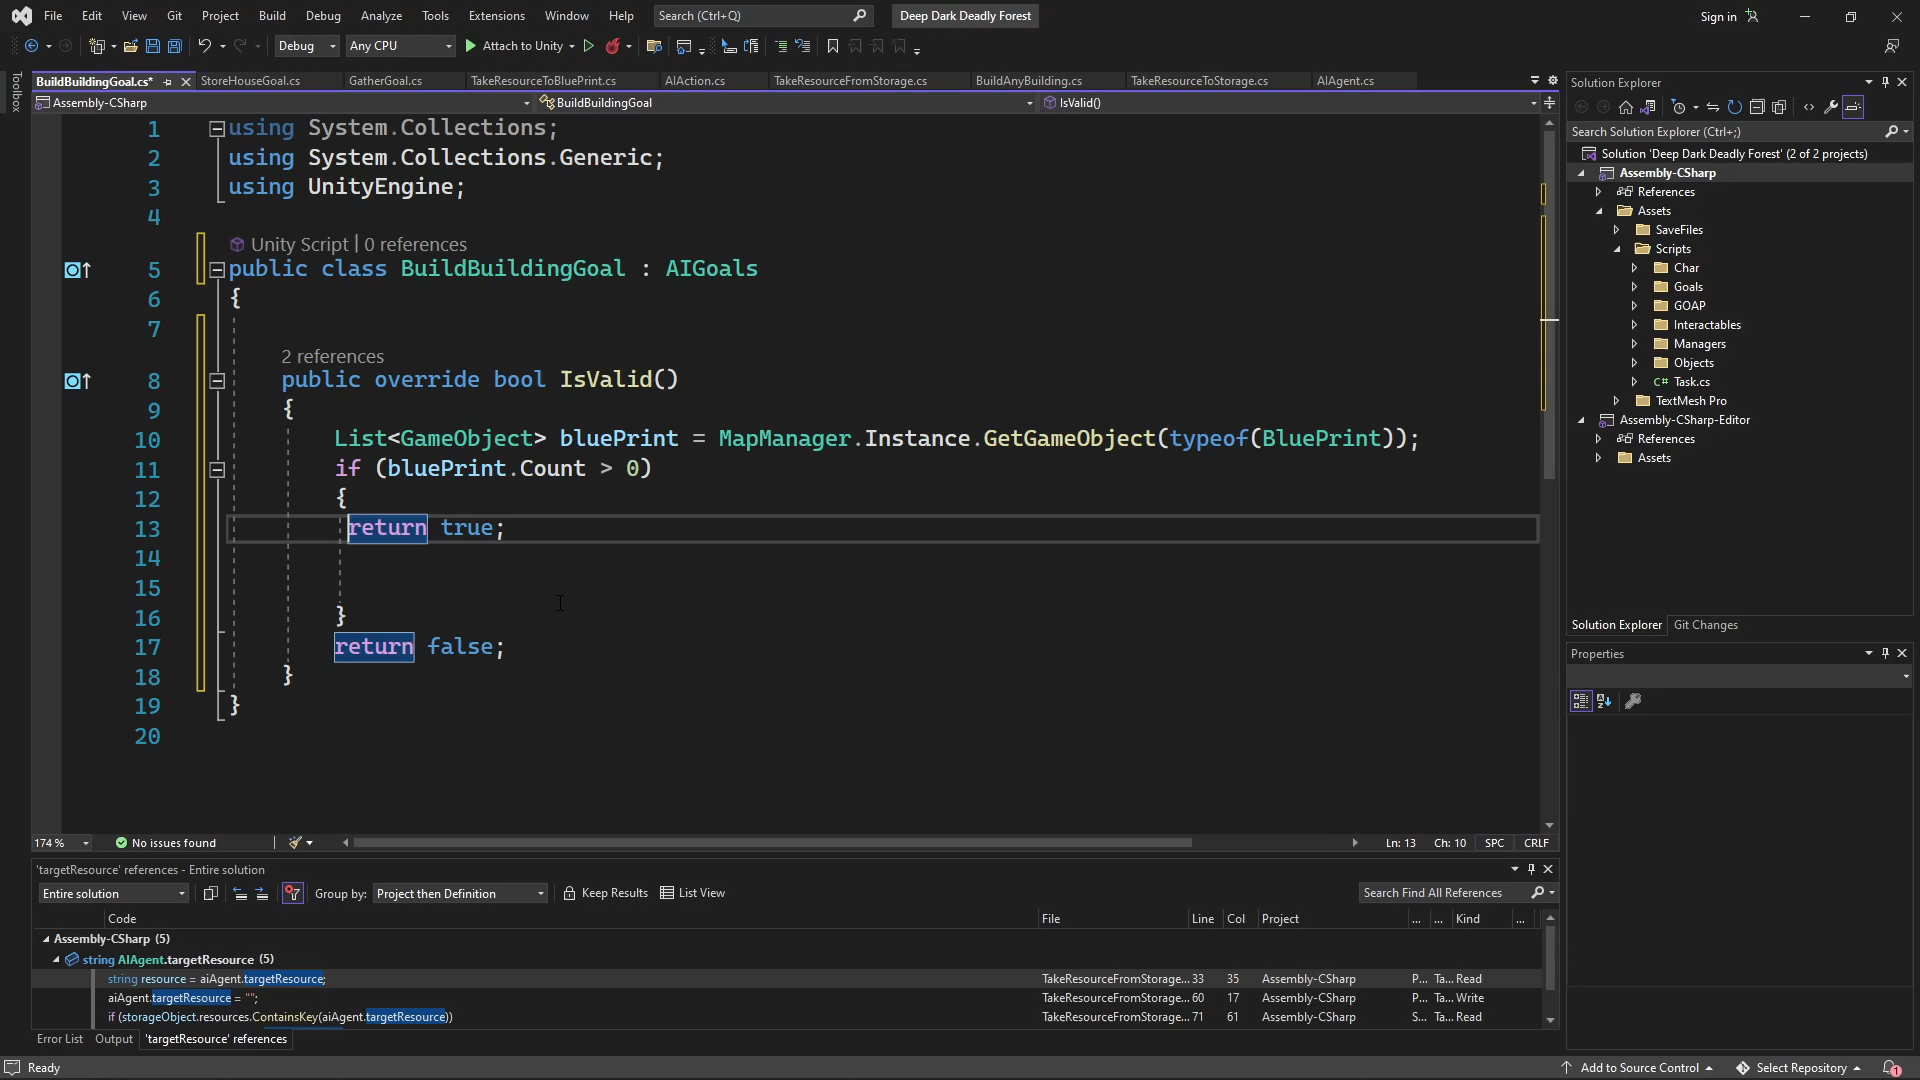 File Edit View Git Project Build Debug Analyze Tools Extensions Window Help Search (Ctrl+Q) Deep Dark Deadly Forest Sign in
Debug Any CPU Attach to Unity
Toolbox
BuildBuildingGoal.cs* StoreHouseGoal.cs GatherGoal.cs TakeResourceToBluePrint.cs AIAction.cs TakeResourceFromStorage.cs BuildAnyBuilding.cs TakeResourceToStorage.cs AIAgent.cs
Assembly-CSharp BuildBuildingGoal IsValid()
1 using System.Collections;
2 using System.Collections.Generic;
3 using UnityEngine;
4
Unity Script | 0 references
5 public class BuildBuildingGoal : AIGoals
6 {
7
2 references
8 public override bool IsValid()
9 {
10 List<GameObject> bluePrint = MapManager.Instance.GetGameObject(typeof(BluePrint));
11 if (bluePrint.Count > 0)
12 {
13 return true;
14
15
16 }
17 return false;
18 }
19 }
20
174 % No issues found Ln: 13 Ch: 10 SPC CRLF
'targetResource' references - Entire solution
Entire solution Group by: Project then Definition Keep Results List View Search Find All References
Code File Line Col Project ... ... Kind ...
Assembly-CSharp (5)
string AIAgent.targetResource (5)
string resource = aiAgent.targetResource; TakeResourceFromStorage... 33 35 Assembly-CSharp P... Ta... Read
aiAgent.targetResource = ""; TakeResourceFromStorage... 60 17 Assembly-CSharp P... Ta... Write
if (storageObject.resources.ContainsKey(aiAgent.targetResource)) TakeResourceFromStorage... 71 61 Assembly-CSharp S... Ta... Read
Error List Output 'targetResource' references
Ready Add to Source Control Select Repository 1
Solution Explorer
Search Solution Explorer (Ctrl+;)
Solution 'Deep Dark Deadly Forest' (2 of 2 projects)
Assembly-CSharp
References
Assets
SaveFiles
Scripts
Char
Goals
GOAP
Interactables
Managers
Objects
C# Task.cs
TextMesh Pro
Assembly-CSharp-Editor
References
Assets
Solution Explorer Git Changes
Properties